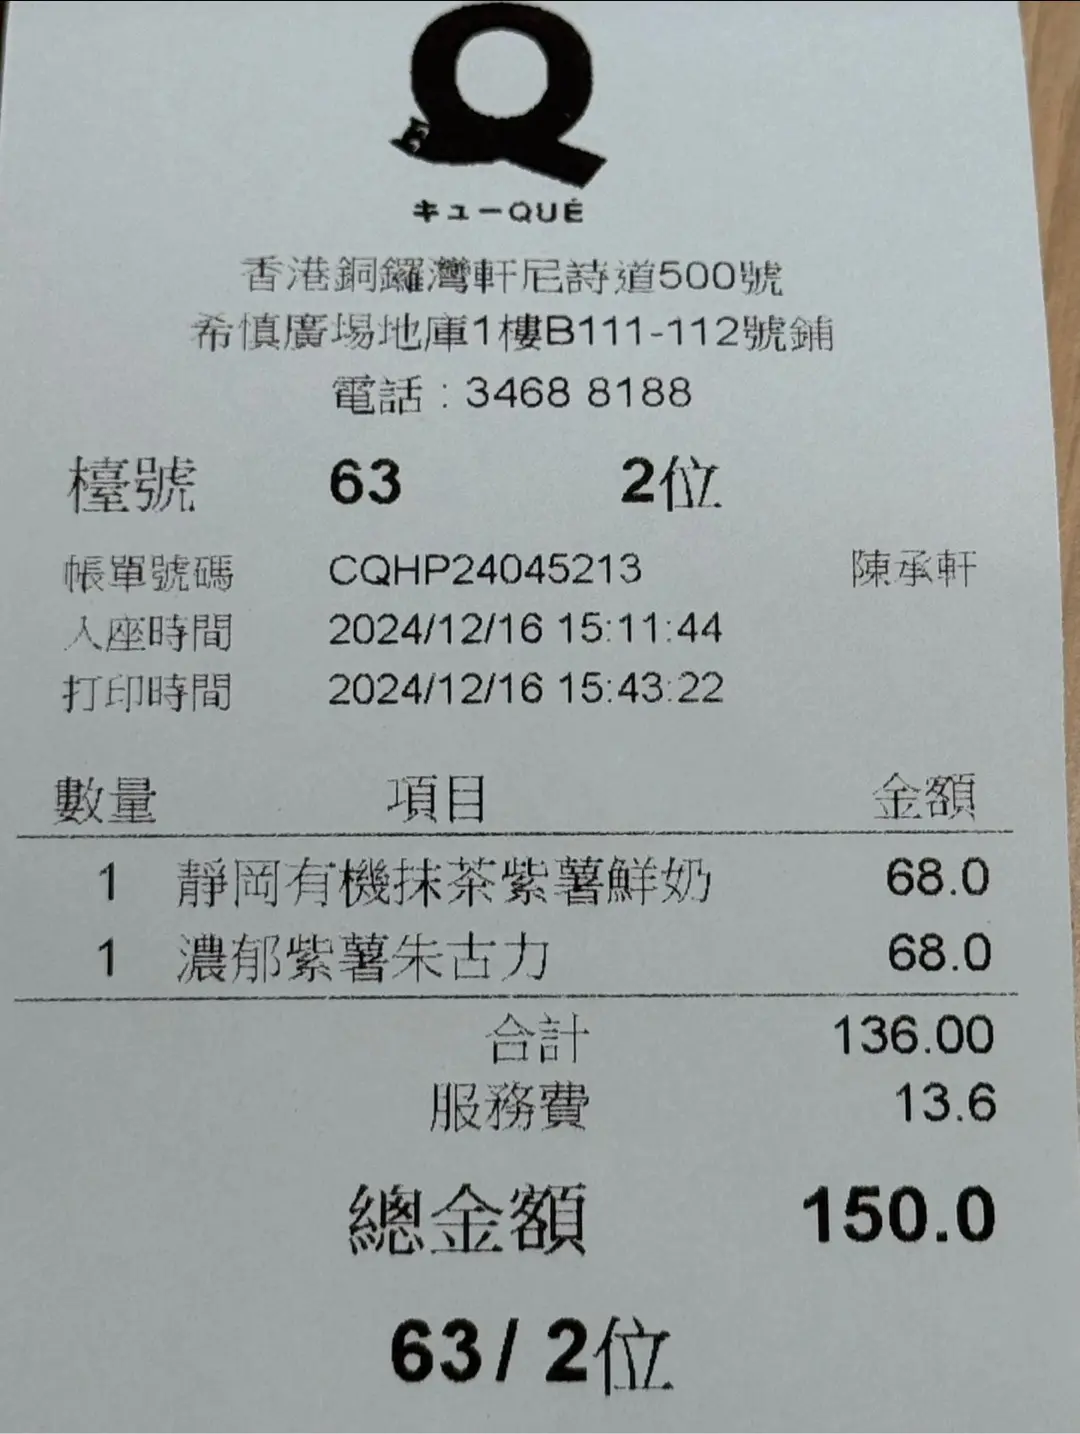 Q
キューQUÉ
香港銅鑼灣軒尼詩道500號
希慎廣場地庫1樓B111-112號鋪
電話 : 3468 8188
檯號 63 2位
帳單號碼 CQHP24045213 陳承軒
入座時間 2024/12/16 15:11:44
打印時間 2024/12/16 15:43:22
數量 項目 金額
1 靜岡有機抹茶紫薯鮮奶 68.0
1 濃郁紫薯朱古力 68.0
合計 136.00
服務費 13.6
總金額 150.0
63/ 2位